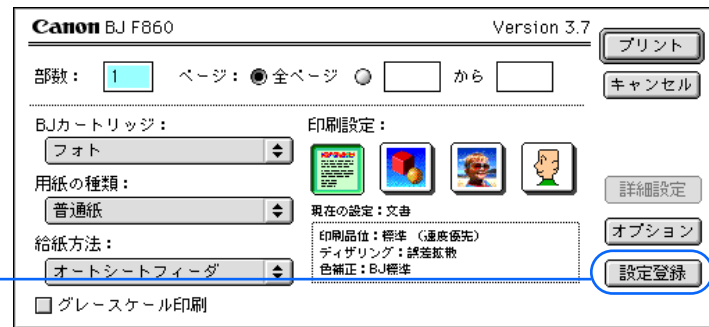 Canon BJ F860
Version 3.7
プリント
部数： 1 ページ： 全ページ から
キャンセル
BJカートリッジ：
フォト
用紙の種類：
普通紙
給紙方法：
オートシートフィーダ
グレースケール印刷
印刷設定：
現在の設定：文書
印刷品位：標準 （速度優先）
ディザリング：誤差拡散
色補正：BJ標準
詳細設定
オプション
設定登録